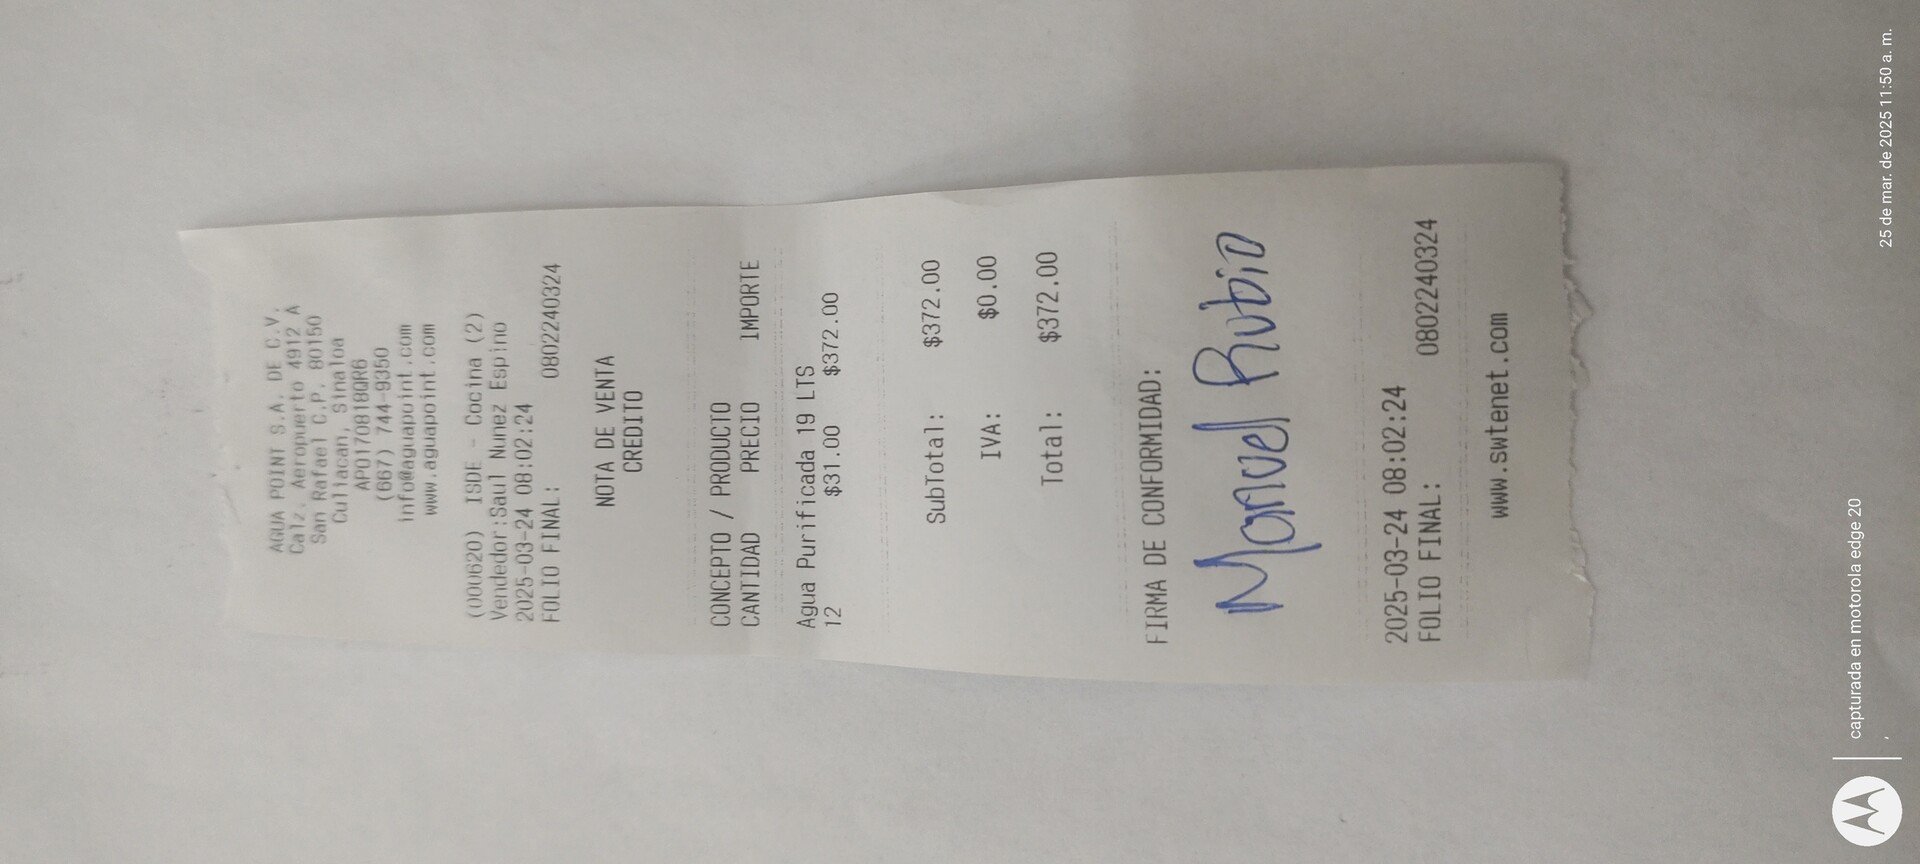 AGUA POINT S.A. DE C.V.
Calz. Aeropuerto 4912 A
San Rafael C.P. 80150
Culiacan, Sinaloa
APO170818QR6
(667) 744-9350
info@aguapoint.com
www.aguapoint.com
(000620) ISDE - Cocina (2)
Vendedor:Saul Nunez Espino
2025-03-24 08:02:24
FOLIO FINAL: 0802240324
NOTA DE VENTA
CREDITO
CONCEPTO / PRODUCTO
CANTIDAD PRECIO IMPORTE
Agua Purificada 19 LTS
12 $31.00 $372.00
SubTotal: $372.00
IVA: $0.00
Total: $372.00
FIRMA DE CONFORMIDAD:
Manuel Rubio
2025-03-24 08:02:24
FOLIO FINAL: 0802240324
www.swtenet.com
capturada en motorola edge 20
,
25 de mar. de 2025 11:50 a. m.